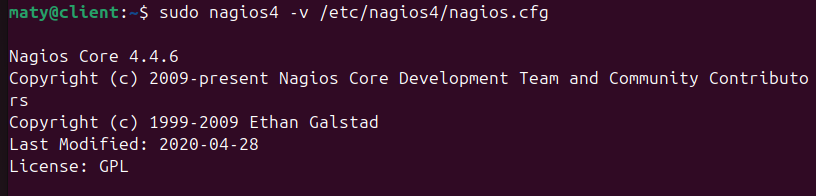 maty@client:~$ sudo nagios4 -v /etc/nagios4/nagios.cfg
Nagios Core 4.4.6
Copyright (c) 2009-present Nagios Core Development Team and Community Contributo
rs
Copyright (c) 1999-2009 Ethan Galstad
Last Modified: 2020-04-28
License: GPL